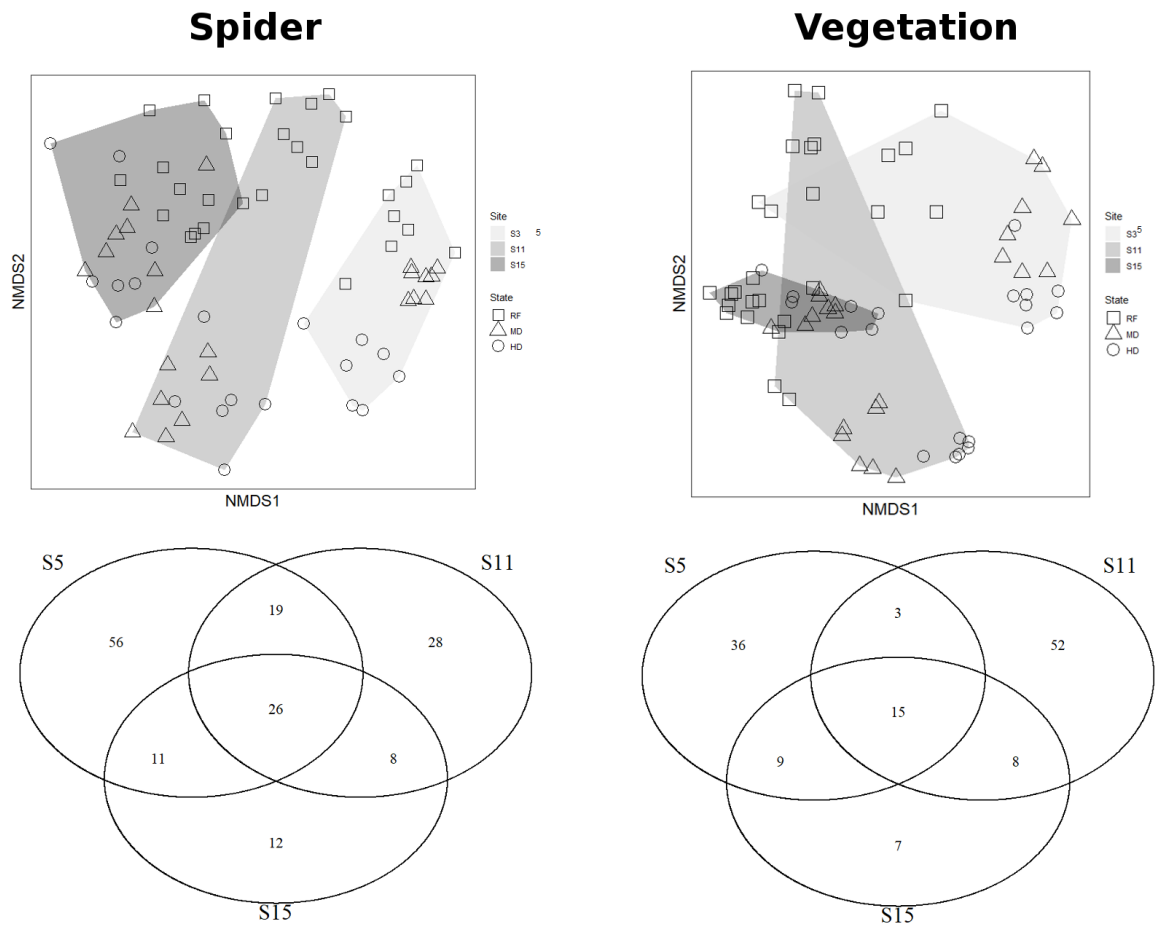 Spider
Vegetation
NMDS2
NMDS1
Site
S3 5
S11
S15
State
RF
MD
HD
NMDS2
NMDS1
Site
S3 5
S11
S15
State
RF
MD
HD
S5
S11
19
56
28
26
11
8
12
S15
S5
S11
3
36
52
15
9
8
7
S15